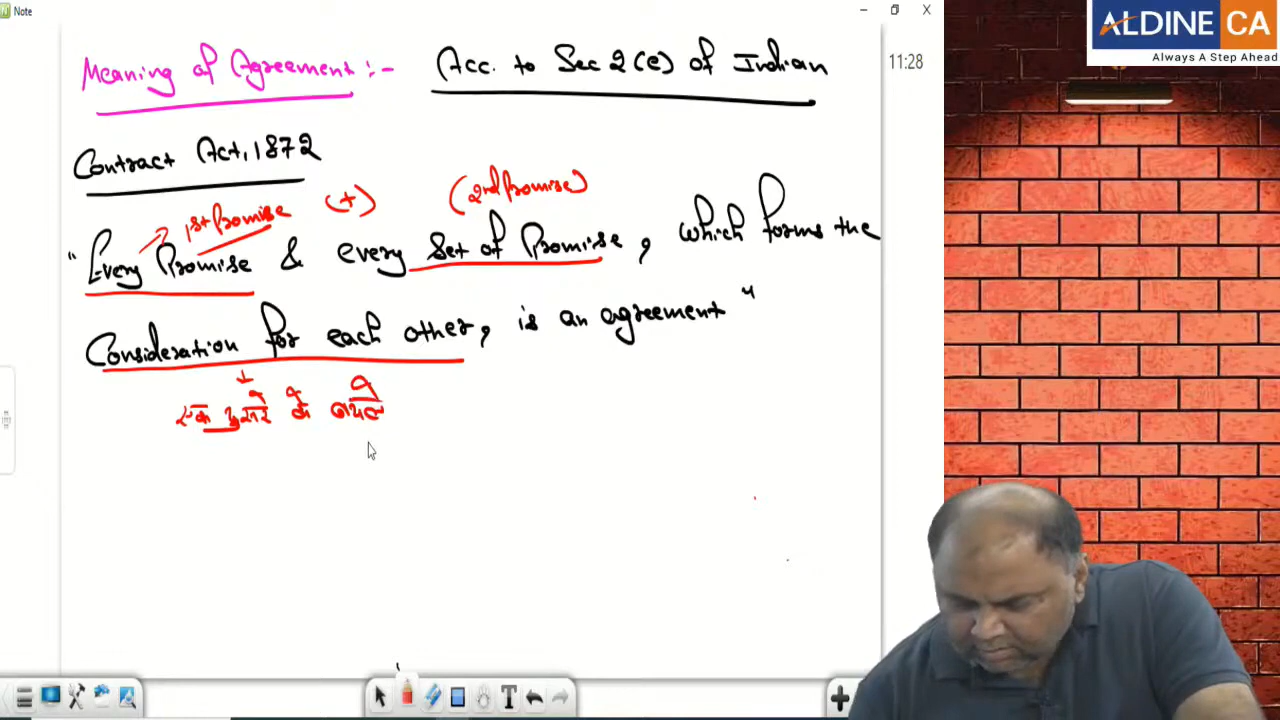 Note
ALDINE CA
Always A Step Ahead
11:28
Meaning of Agreement :- Acc. to Sec 2(e) of Indian
Contract Act, 1872
1st Promise (+) (2nd Promise)
"Every Promise & every Set of Promise, which forms the
Consideration for each other, is an agreement"
एक दूसरे के